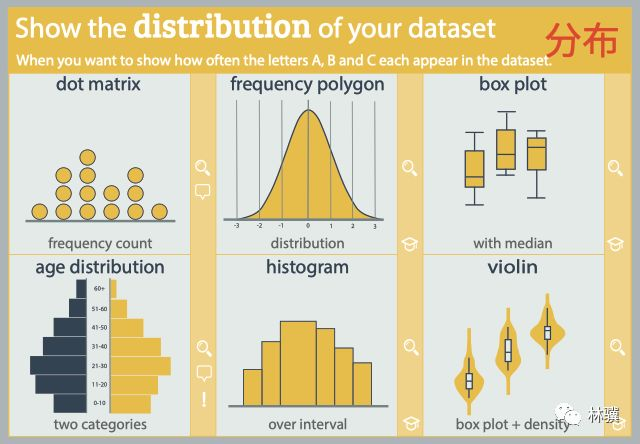 Show the distribution of your dataset
分布
When you want to show how often the letters A, B and C each appear in the dataset.
dot matrix
frequency count
frequency polygon
-3 -2 -1 0 1 2 3
distribution
box plot
with median
age distribution
60+
51-60
41-50
31-40
21-30
11-20
0-10
two categories
histogram
over interval
violin
box plot + density
林骥